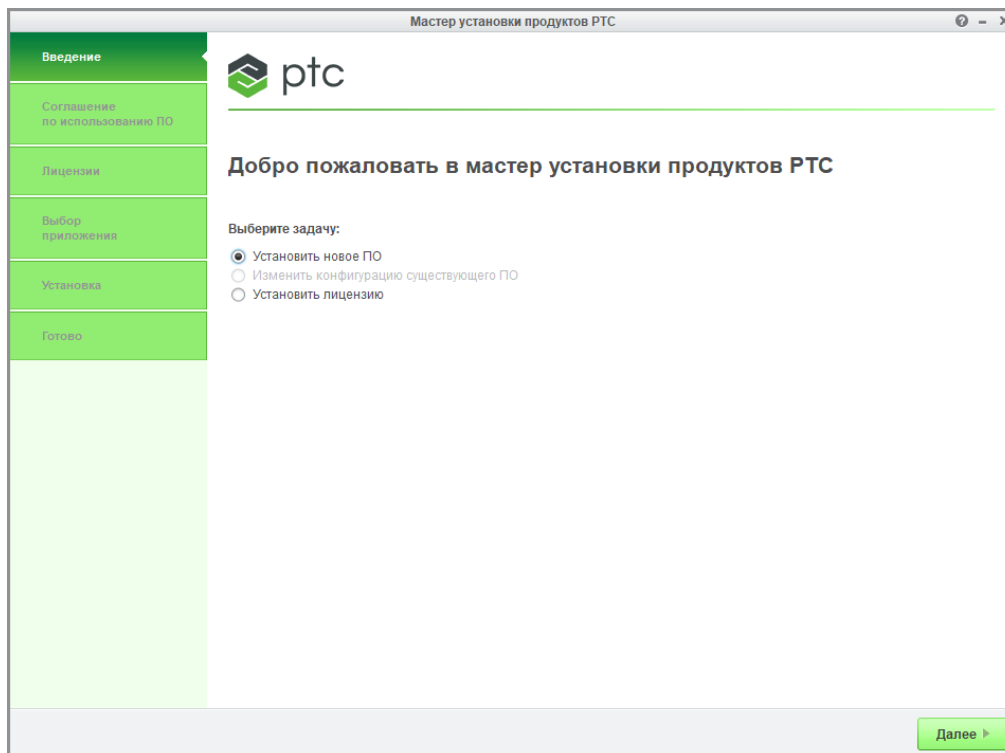 Мастер установки продуктов PTC
Введение
Соглашение
по использованию ПО
Лицензии
Выбор
приложения
Установка
Готово
ptc
Добро пожаловать в мастер установки продуктов PTC
Выберите задачу:
Установить новое ПО
Изменить конфигурацию существующего ПО
Установить лицензию
Далее